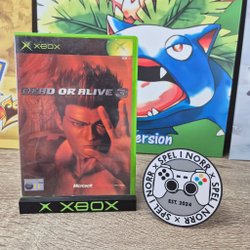 XBOX
DEAD OR ALIVE 3
Microsoft
XBOX
× SPEL I NORR ×
EST. 2024
× SPEL I NORR ×
ersion